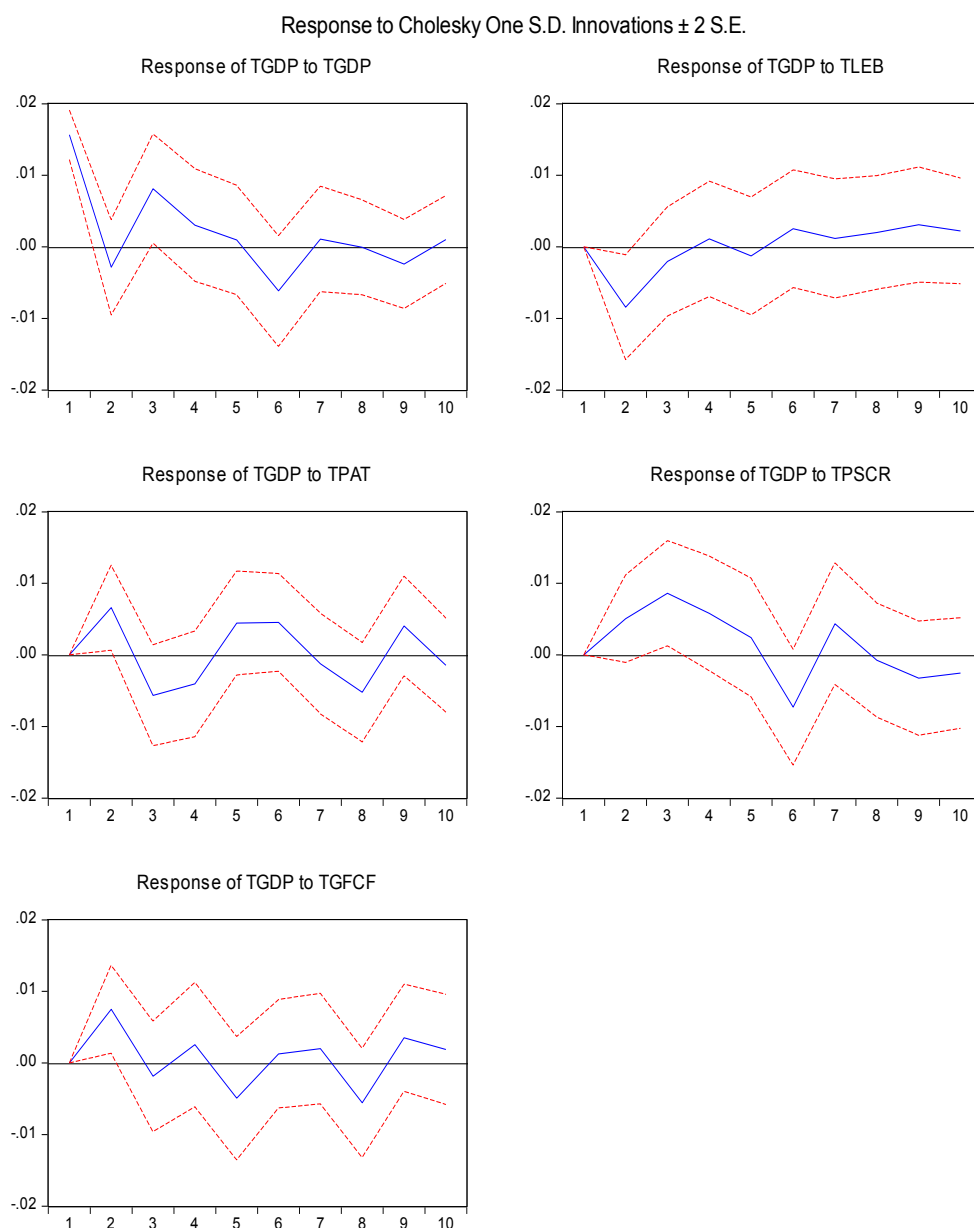 Response to Cholesky One S.D. Innovations ± 2 S.E.
Response of TGDP to TGDP
.02
.01
.00
-.01
-.02
1 2 3 4 5 6 7 8 9 10
Response of TGDP to TLEB
.02
.01
.00
-.01
-.02
1 2 3 4 5 6 7 8 9 10
Response of TGDP to TPAT
.02
.01
.00
-.01
-.02
1 2 3 4 5 6 7 8 9 10
Response of TGDP to TPSCR
.02
.01
.00
-.01
-.02
1 2 3 4 5 6 7 8 9 10
Response of TGDP to TGFCF
.02
.01
.00
-.01
-.02
1 2 3 4 5 6 7 8 9 10